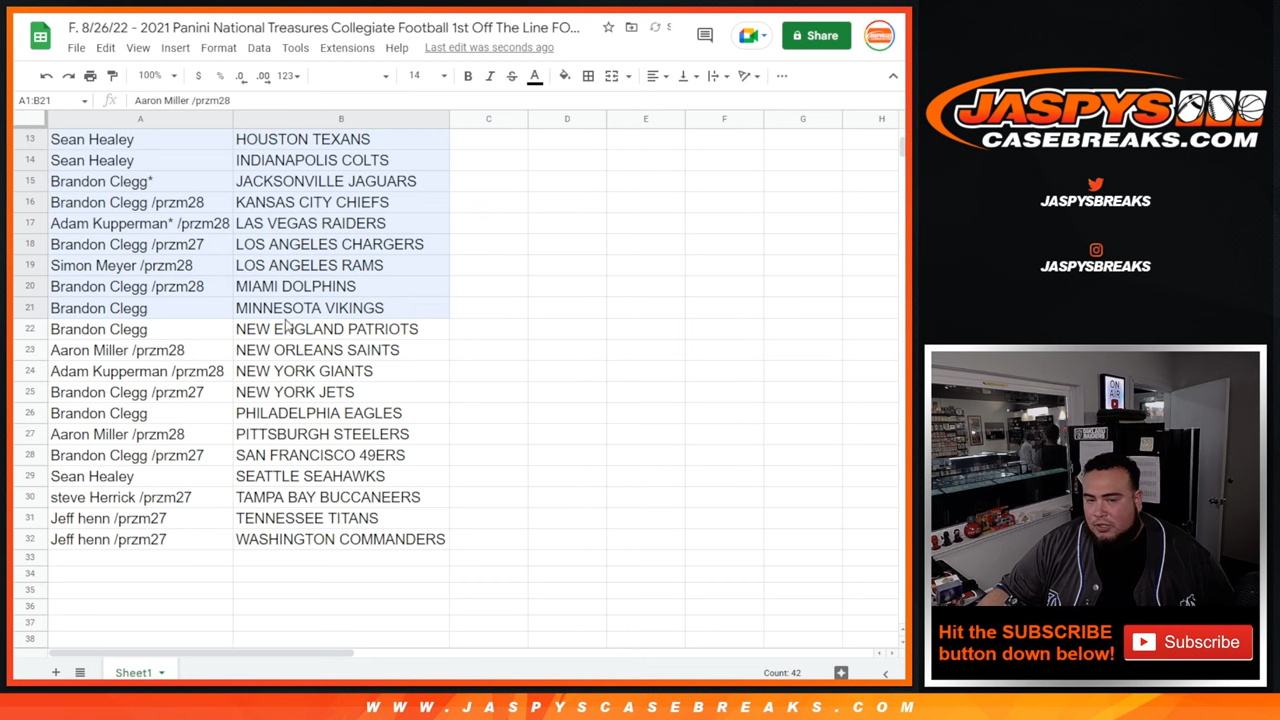 F. 8/26/22 - 2021 Panini National Treasures Collegiate Football 1st Off The Line FO...
File Edit View Insert Format Data Tools Extensions Help Last edit was seconds ago
Share
100% $ % .0 .00 123 14 B I S A
A1:B21 fx Aaron Miller /przm28
A B C D E F G H
13 Sean Healey HOUSTON TEXANS
14 Sean Healey INDIANAPOLIS COLTS
15 Brandon Clegg* JACKSONVILLE JAGUARS
16 Brandon Clegg /przm28 KANSAS CITY CHIEFS
17 Adam Kupperman* /przm28 LAS VEGAS RAIDERS
18 Brandon Clegg /przm27 LOS ANGELES CHARGERS
19 Simon Meyer /przm28 LOS ANGELES RAMS
20 Brandon Clegg /przm28 MIAMI DOLPHINS
21 Brandon Clegg MINNESOTA VIKINGS
22 Brandon Clegg NEW ENGLAND PATRIOTS
23 Aaron Miller /przm28 NEW ORLEANS SAINTS
24 Adam Kupperman /przm28 NEW YORK GIANTS
25 Brandon Clegg /przm27 NEW YORK JETS
26 Brandon Clegg PHILADELPHIA EAGLES
27 Aaron Miller /przm28 PITTSBURGH STEELERS
28 Brandon Clegg /przm27 SAN FRANCISCO 49ERS
29 Sean Healey SEATTLE SEAHAWKS
30 steve Herrick /przm27 TAMPA BAY BUCCANEERS
31 Jeff henn /przm27 TENNESSEE TITANS
32 Jeff henn /przm27 WASHINGTON COMMANDERS
33
34
35
36
37
38
Sheet1
Count: 42
JASPYS
CASEBREAKS.COM
JASPYSBREAKS
JASPYSBREAKS
ON
AIR
Hit the SUBSCRIBE
button down below!
Subscribe
WWW.JASPYSCASEBREAKS.COM